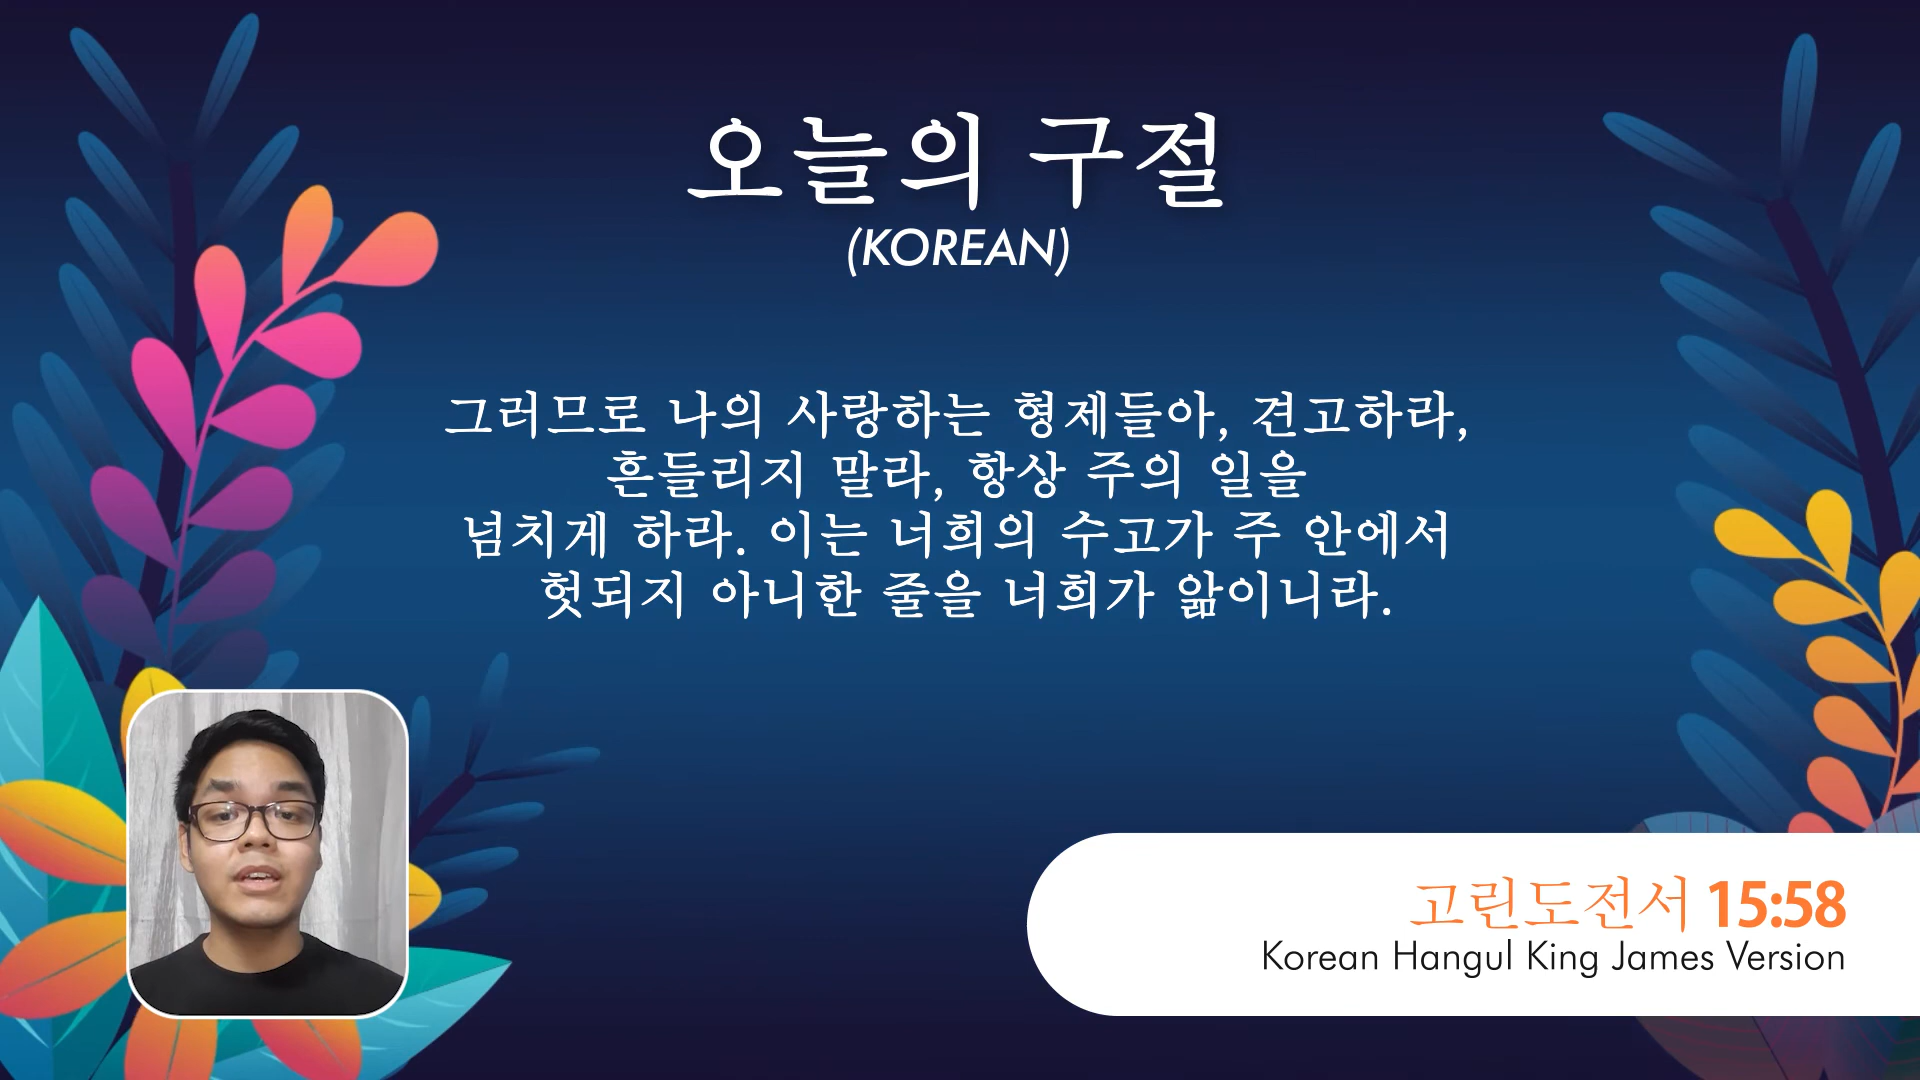 오늘의 구절
(KOREAN)
그러므로 나의 사랑하는 형제들아, 견고하라,
흔들리지 말라, 항상 주의 일을
넘치게 하라. 이는 너희의 수고가 주 안에서
헛되지 아니한 줄을 너희가 앎이니라.
고린도전서 15:58
Korean Hangul King James Version